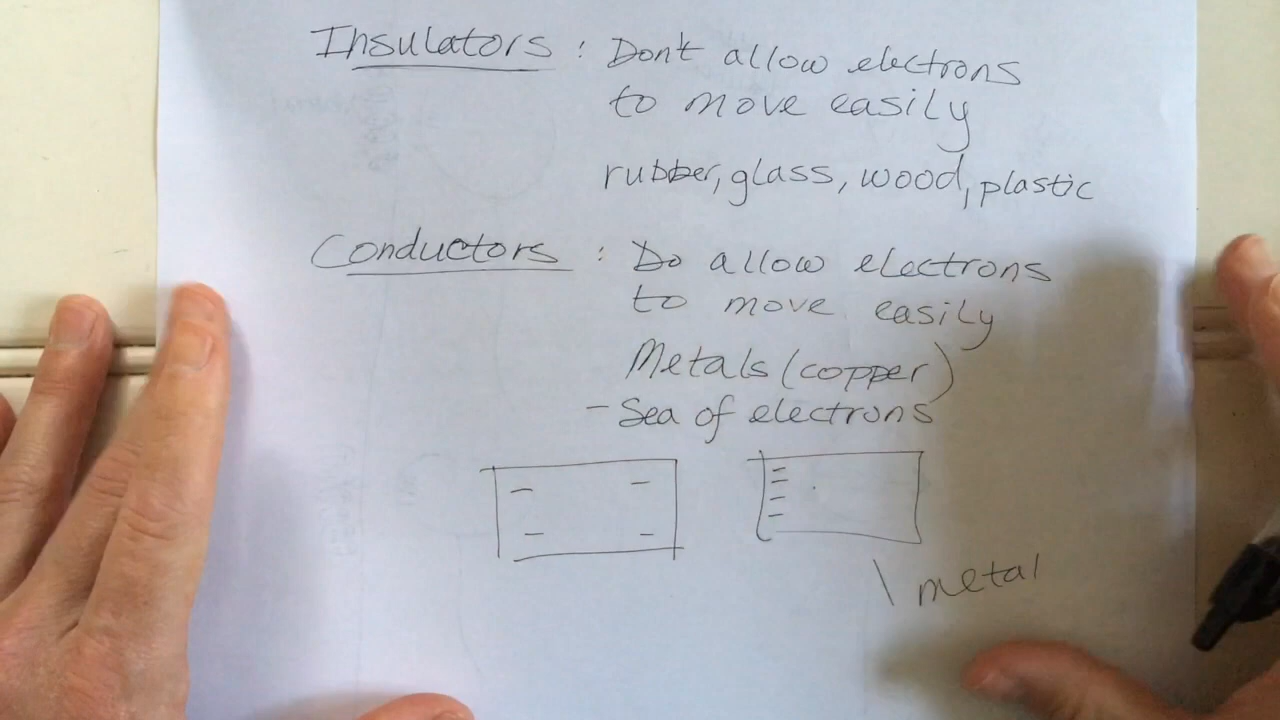 Insulators : Don't allow electrons
to move easily
rubber, glass, wood, plastic
Conductors : Do allow electrons
to move easily
Metals (copper)
- Sea of electrons
metal